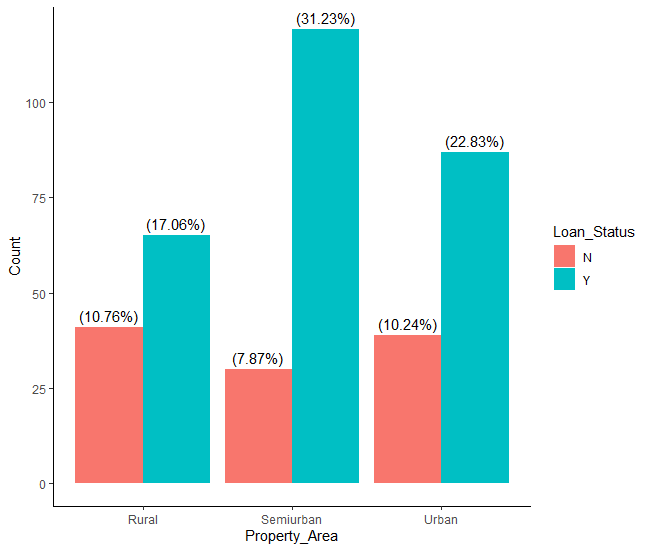 (31.23%)
(22.83%)
(17.06%)
(10.76%)
(10.24%)
(7.87%)
100
75
50
25
0
Count
Rural Semiurban Urban
Property_Area
Loan_Status
N
Y